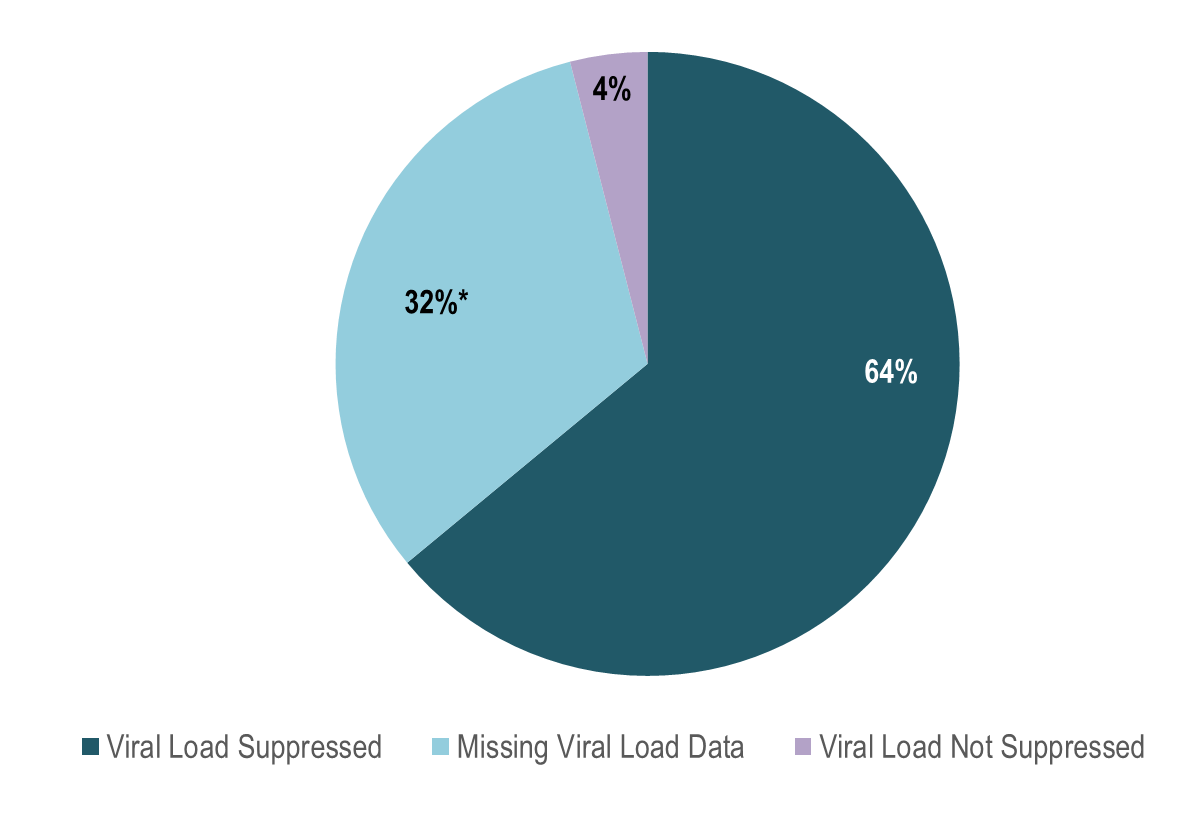 4%
32%*
64%
Viral Load Suppressed
Missing Viral Load Data
Viral Load Not Suppressed